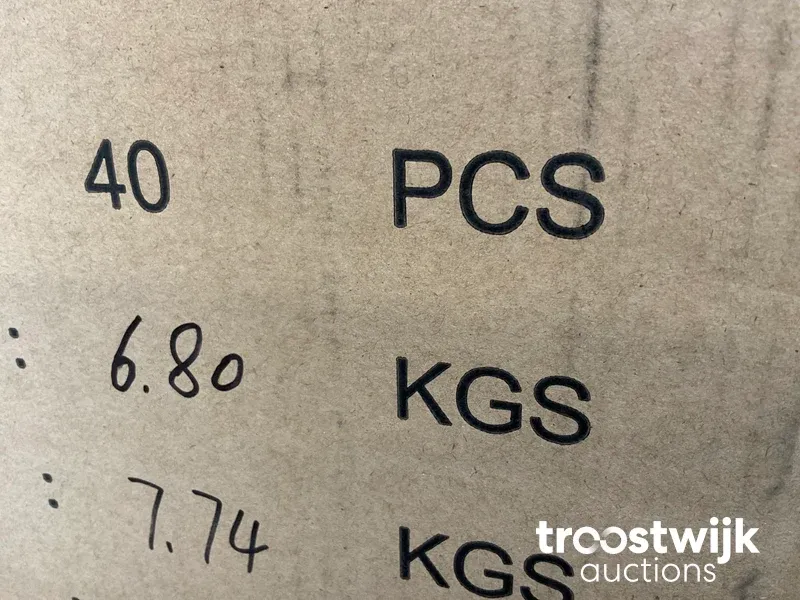 40 PCS
: 6.80 KGS
: 7.74 KGS
troostwijk
auctions